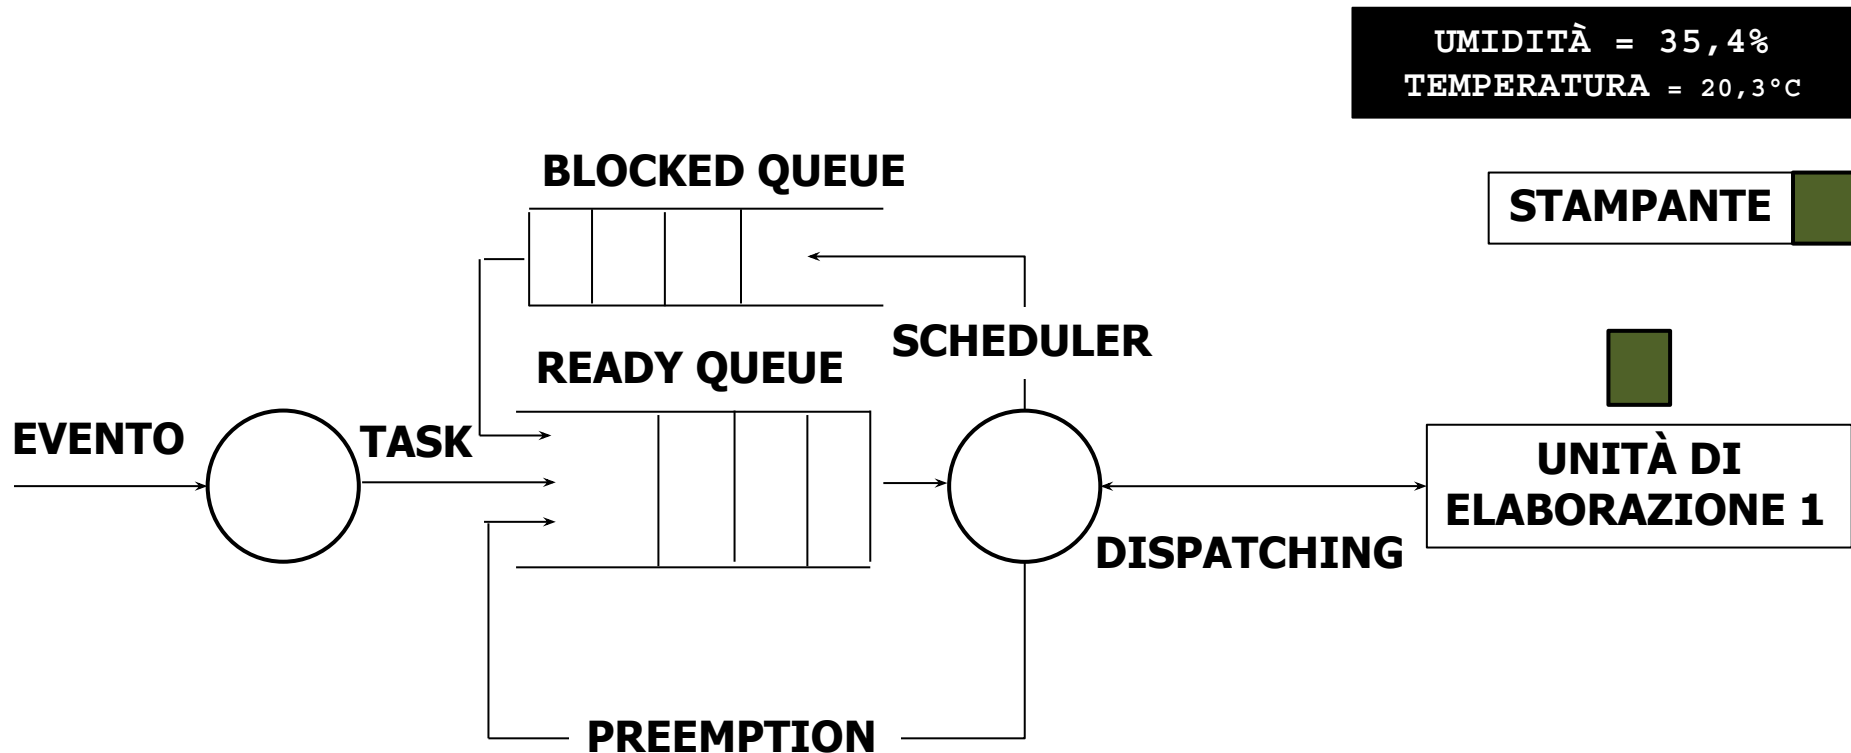 UMIDITÀ = 35,4%
TEMPERATURA = 20,3°C
BLOCKED QUEUE
STAMPANTE
SCHEDULER
READY QUEUE
EVENTO
TASK
UNITÀ DI
ELABORAZIONE 1
DISPATCHING
PREEMPTION